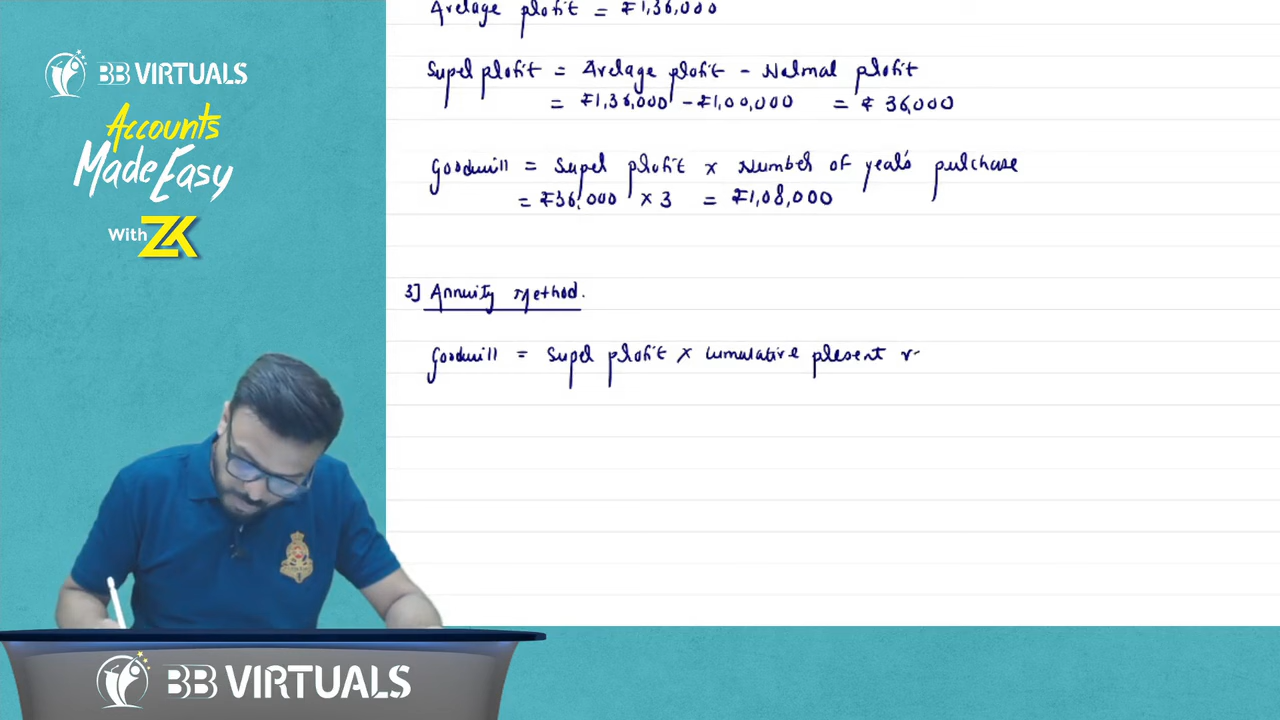 BB VIRTUALS
Accounts
Made Easy
With ZK
Average profit = ₹1,36,000
Super profit = Average profit - Normal profit
= ₹1,36,000 - ₹1,00,000 = ₹ 36,000
Goodwill = Super profit x Number of year's purchase
= ₹36,000 x 3 = ₹1,08,000
3] Annuity Method.
Goodwill = Super profit x cumulative present v
BB VIRTUALS